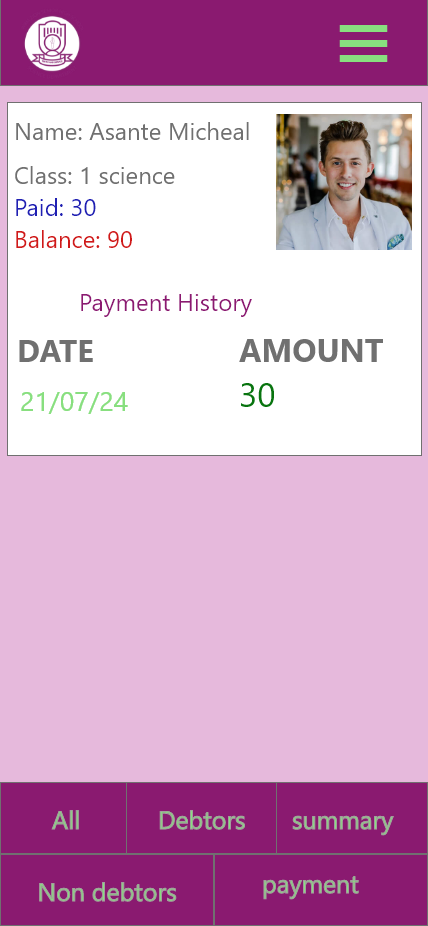 Name: Asante Micheal
Class: 1 science
Paid: 30
Balance: 90
Payment History
DATE AMOUNT
21/07/24 30
All Debtors summary
Non debtors payment